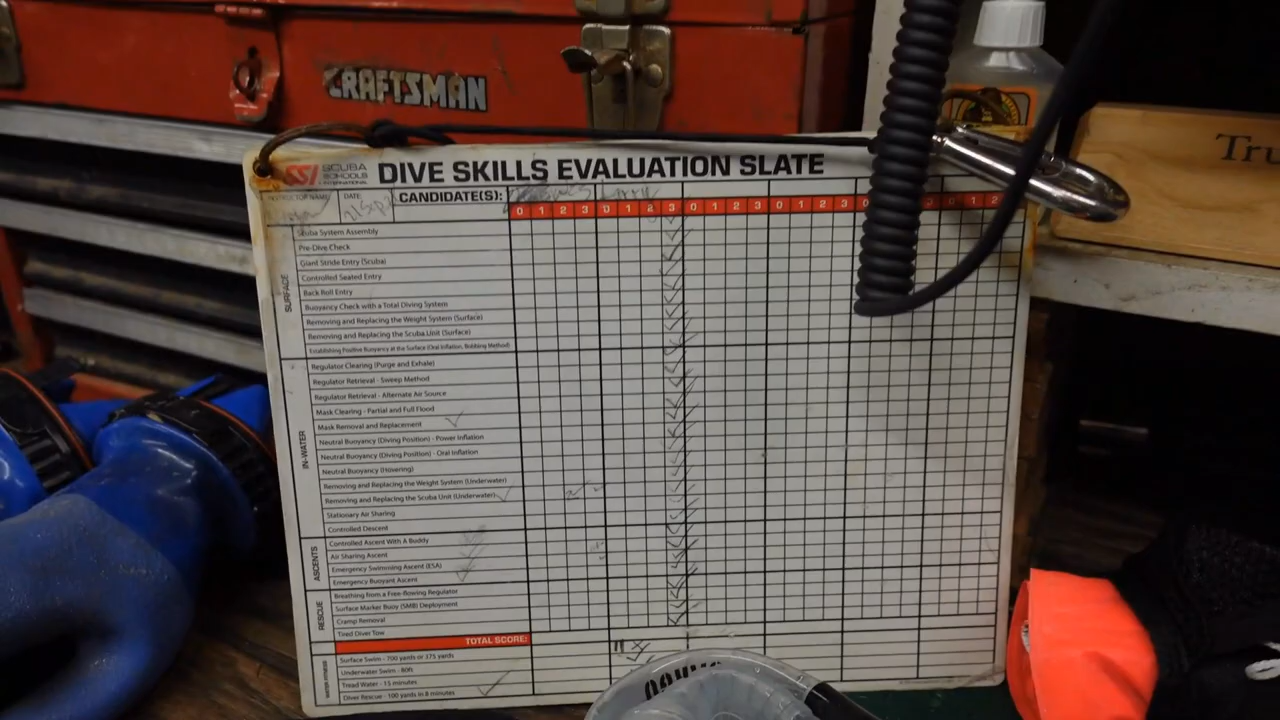 CRAFTSMAN
Tru
SSI SCUBA SCHOOLS INTERNATIONAL
DIVE SKILLS EVALUATION SLATE
INSTRUCTOR NAME
DATE
CANDIDATE(S):
0 1 2 3 0 1 2 3 0 1 2 3 0 1 2 3 0 0 1 2
SURFACE
Scuba System Assembly
Pre-Dive Check
Giant Stride Entry (Scuba)
Controlled Seated Entry
Back Roll Entry
Buoyancy Check with a Total Diving System
Removing and Replacing the Weight System (Surface)
Removing and Replacing the Scuba Unit (Surface)
Establishing Positive Buoyancy at the Surface (Oral Inflation, Bobbing Method)
IN-WATER
Regulator Clearing (Purge and Exhale)
Regulator Retrieval - Sweep Method
Regulator Retrieval - Alternate Air Source
Mask Clearing - Partial and Full Flood
Mask Removal and Replacement
Neutral Buoyancy (Diving Position) - Power Inflation
Neutral Buoyancy (Diving Position) - Oral Inflation
Neutral Buoyancy (Hovering)
Removing and Replacing the Weight System (Underwater)
Removing and Replacing the Scuba Unit (Underwater)
Stationary Air Sharing
Controlled Descent
ASCENTS
Controlled Ascent With A Buddy
Air Sharing Ascent
Emergency Swimming Ascent (ESA)
Emergency Buoyant Ascent
RESCUE
Breathing from a Free-flowing Regulator
Surface Marker Buoy (SMB) Deployment
Cramp Removal
Tired Diver Tow
TOTAL SCORE:
WATER FITNESS
Surface Swim - 700 yards or 375 yards
Underwater Swim - 60ft
Tread Water - 15 minutes
Diver Rescue - 100 yards in 8 minutes